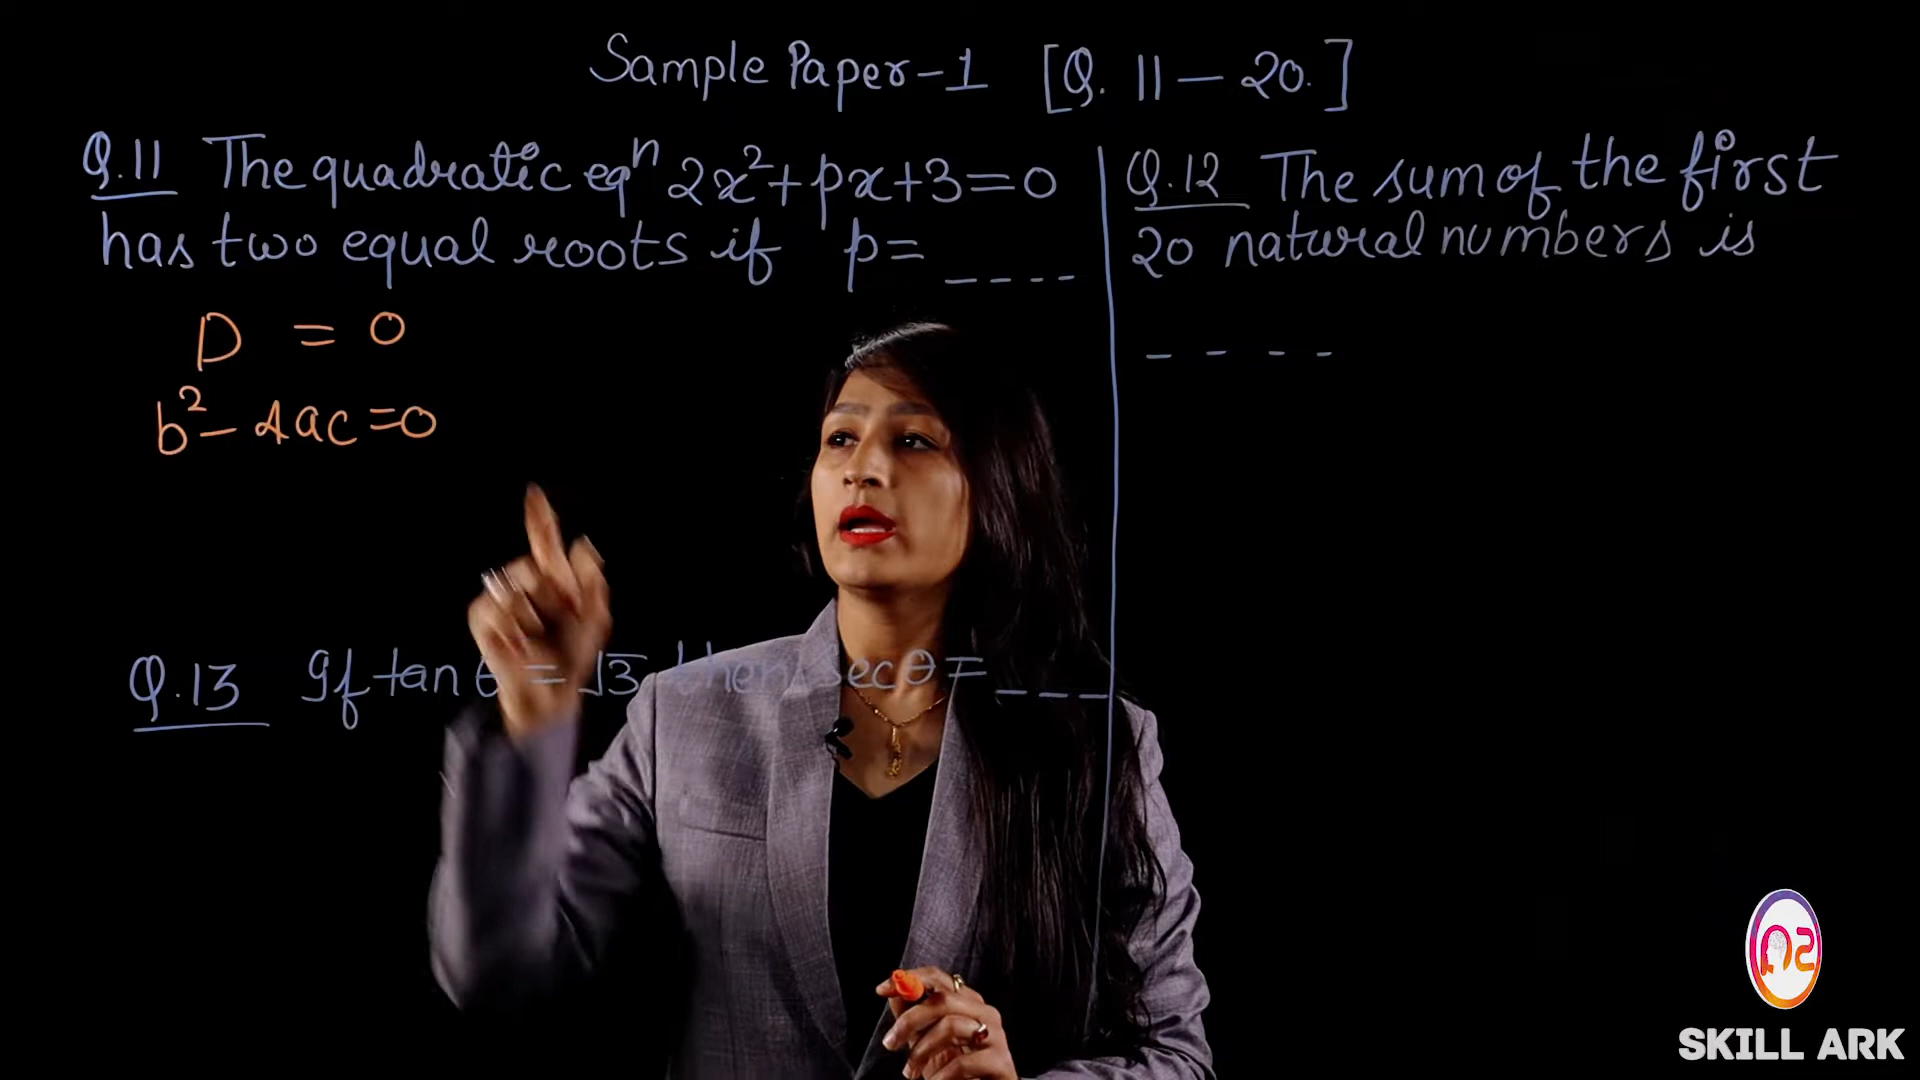 Sample Paper-1 [Q. 11 — 20.]
Q.11 The quadratic eqⁿ 2x²+px+3=0
has two equal roots if p= _ _ _ _
D = 0
b²-4ac=0
Q.12 The sum of the first
20 natural numbers is
_ _ _ _
Q.13 If tan θ = √3 then secθ= _ _ _
SKILL ARK